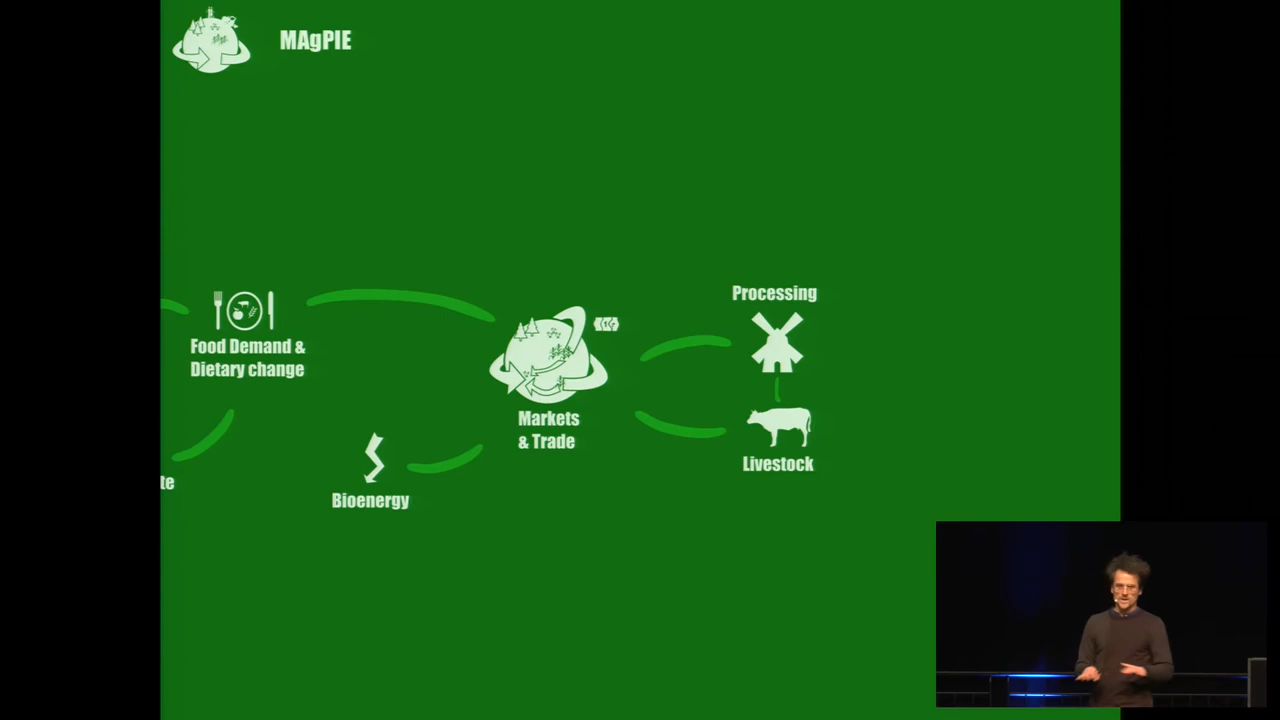 MAgPIE
Processing
Food Demand &
Dietary change
Markets
& Trade
te
Livestock
Bioenergy